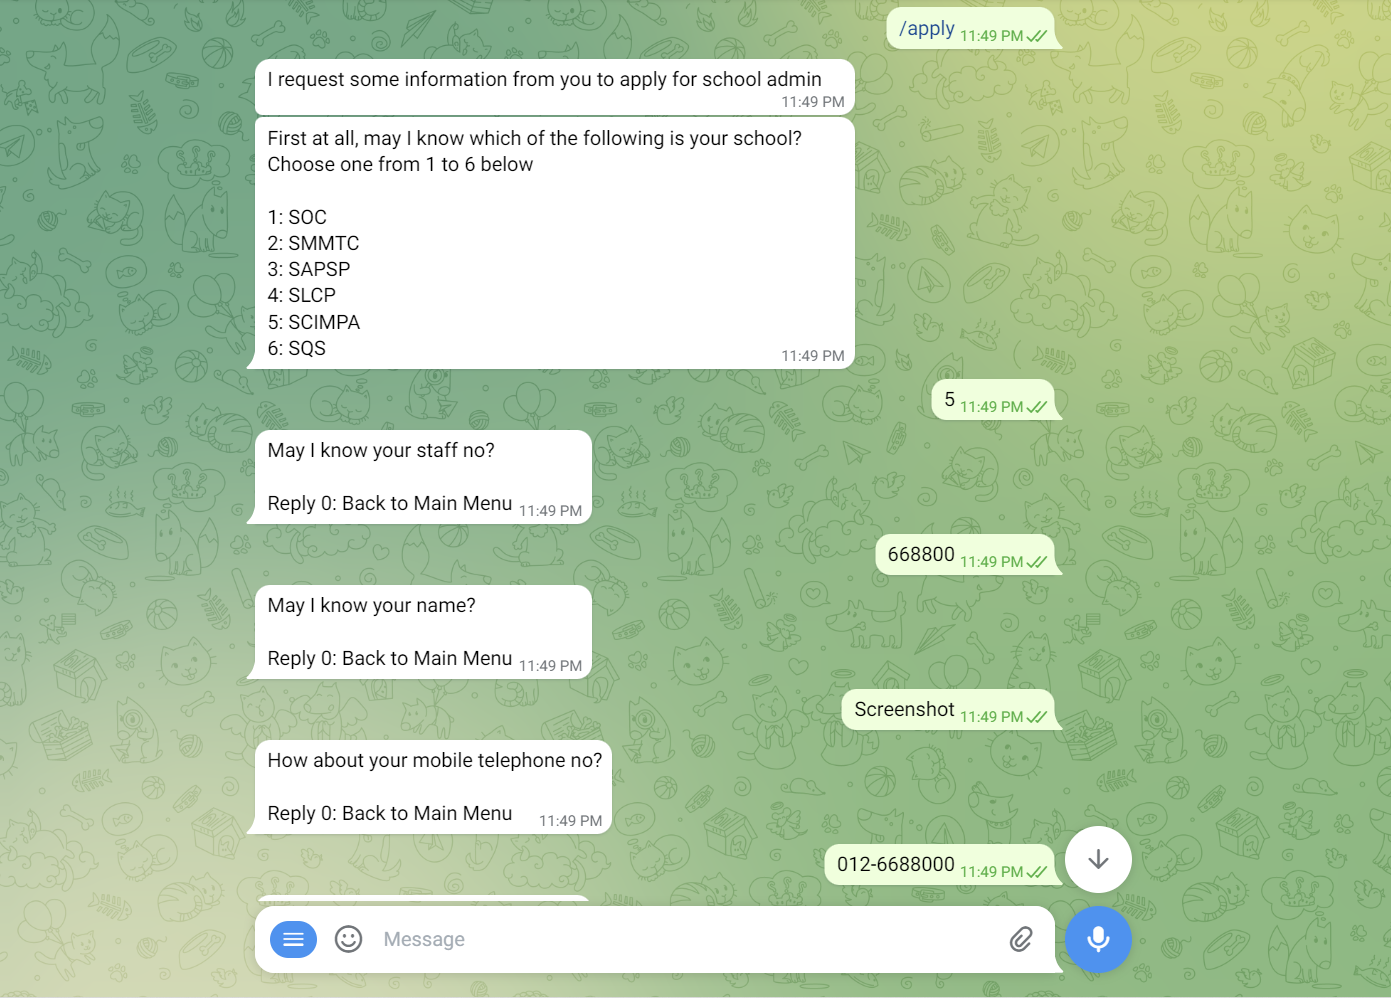 /apply 11:49 PM
I request some information from you to apply for school admin
11:49 PM
First at all, may I know which of the following is your school?
Choose one from 1 to 6 below
1: SOC
2: SMMTC
3: SAPSP
4: SLCP
5: SCIMPA
6: SQS
11:49 PM
5 11:49 PM
May I know your staff no?
Reply 0: Back to Main Menu 11:49 PM
668800 11:49 PM
May I know your name?
Reply 0: Back to Main Menu 11:49 PM
Screenshot 11:49 PM
How about your mobile telephone no?
Reply 0: Back to Main Menu 11:49 PM
012-6688000 11:49 PM
Message